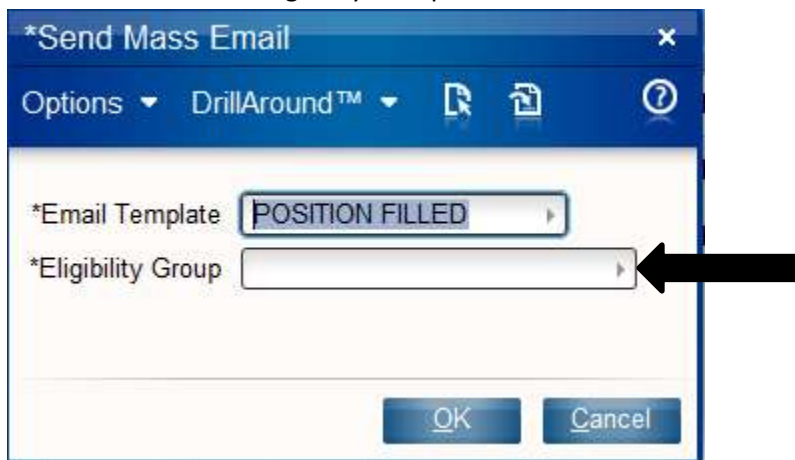 *Send Mass Email
Options DrillAround™
*Email Template POSITION FILLED
*Eligibility Group
OK Cancel